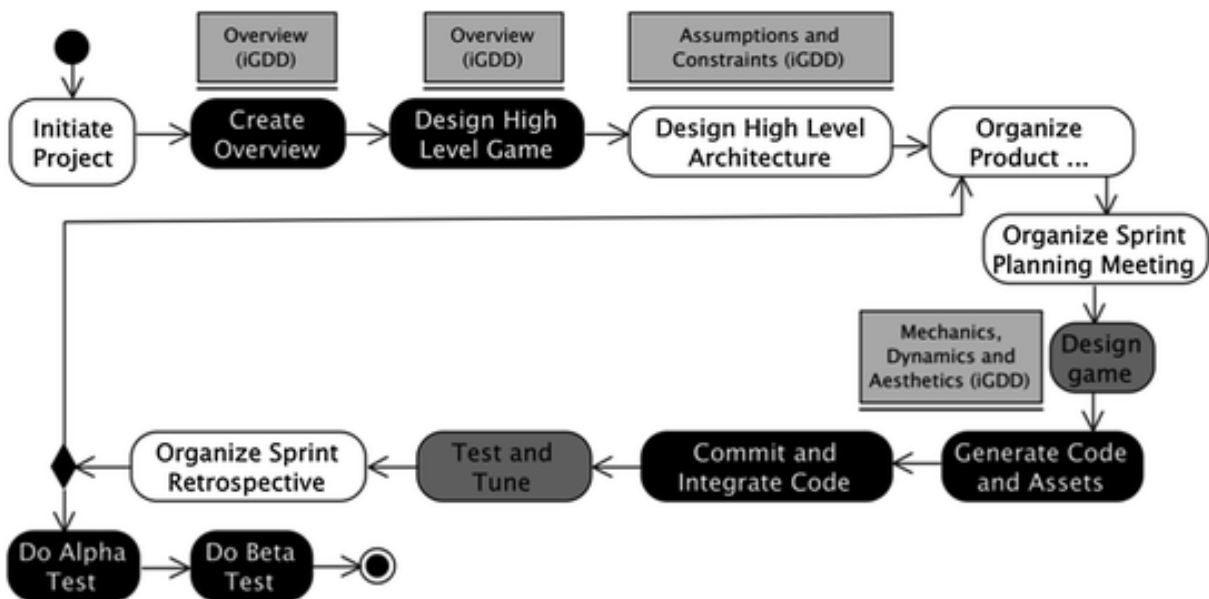 Overview
(iGDD)
Overview
(iGDD)
Assumptions and
Constraints (iGDD)
Initiate
Project
Create
Overview
Design High
Level Game
Design High Level
Architecture
Organize
Product ...
Organize Sprint
Planning Meeting
Mechanics,
Dynamics and
Aesthetics (iGDD)
Design
game
Generate Code
and Assets
Commit and
Integrate Code
Test and
Tune
Organize Sprint
Retrospective
Do Alpha
Test
Do Beta
Test